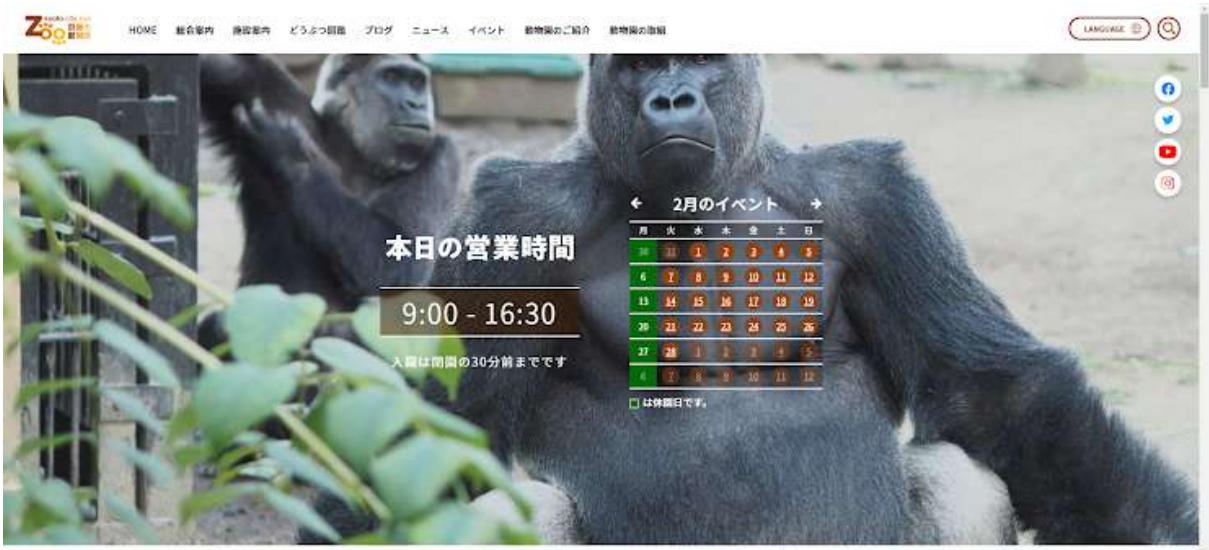 Zoo
HOME 総合案内 施設案内 どうぶつ図鑑 ブログ ニュース イベント 動物園のご紹介 動物園の取組
LANGUAGE
2月のイベント
月 火 水 木 金 土 日
30 31 1 2 3 4 5
6 7 8 9 10 11 12
13 14 15 16 17 18 19
20 21 22 23 24 25 26
27 28 1 2 3 4 5
6 7 8 9 10 11 12
は休園日です。
本日の営業時間
9:00 - 16:30
入園は閉園の30分前までです